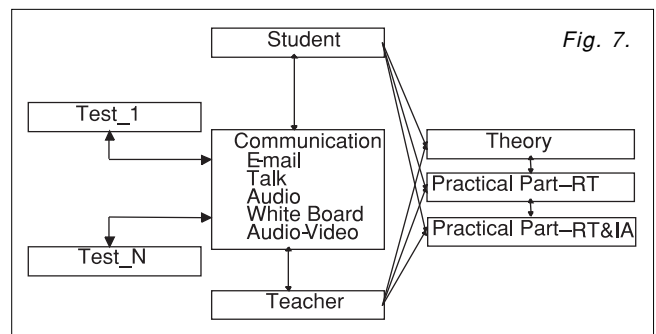 Student
Fig. 7.
Test_1
Communication
E-mail
Talk
Audio
White Board
Audio-Video
Theory
Practical Part–RT
Practical Part–RT&IA
Test_N
Teacher